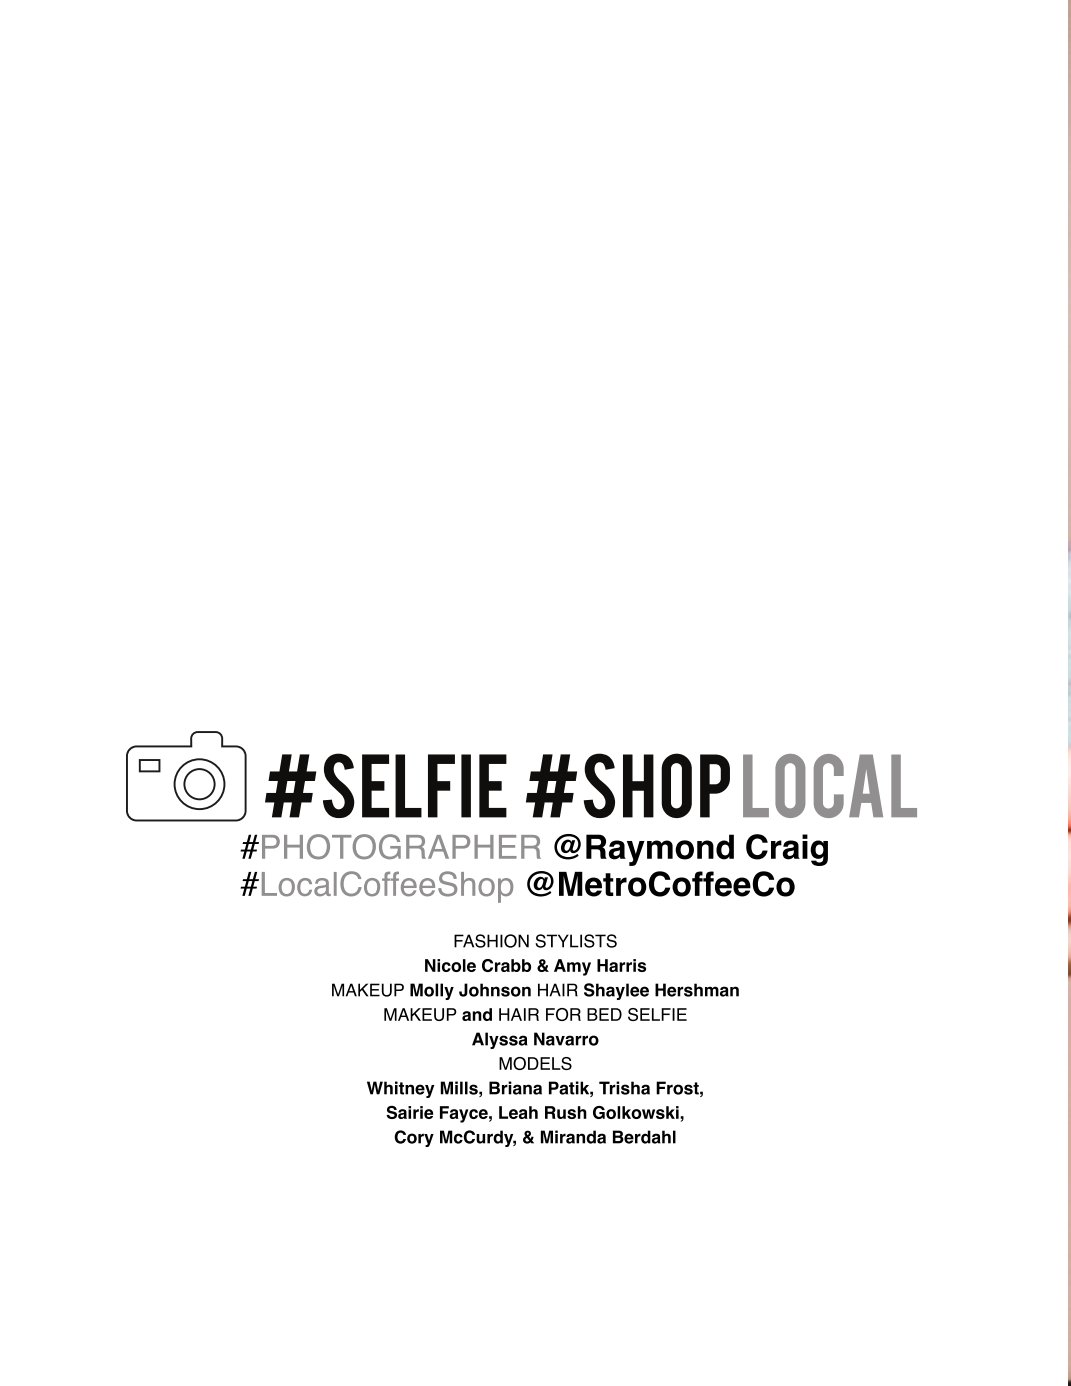 #SELFIE #SHOPLOCAL
#PHOTOGRAPHER @Raymond Craig
#LocalCoffeeShop @MetroCoffeeCo
FASHION STYLISTS
Nicole Crabb & Amy Harris
MAKEUP Molly Johnson HAIR Shaylee Hershman
MAKEUP and HAIR FOR BED SELFIE
Alyssa Navarro
MODELS
Whitney Mills, Briana Patik, Trisha Frost,
Sairie Fayce, Leah Rush Golkowski,
Cory McCurdy, & Miranda Berdahl